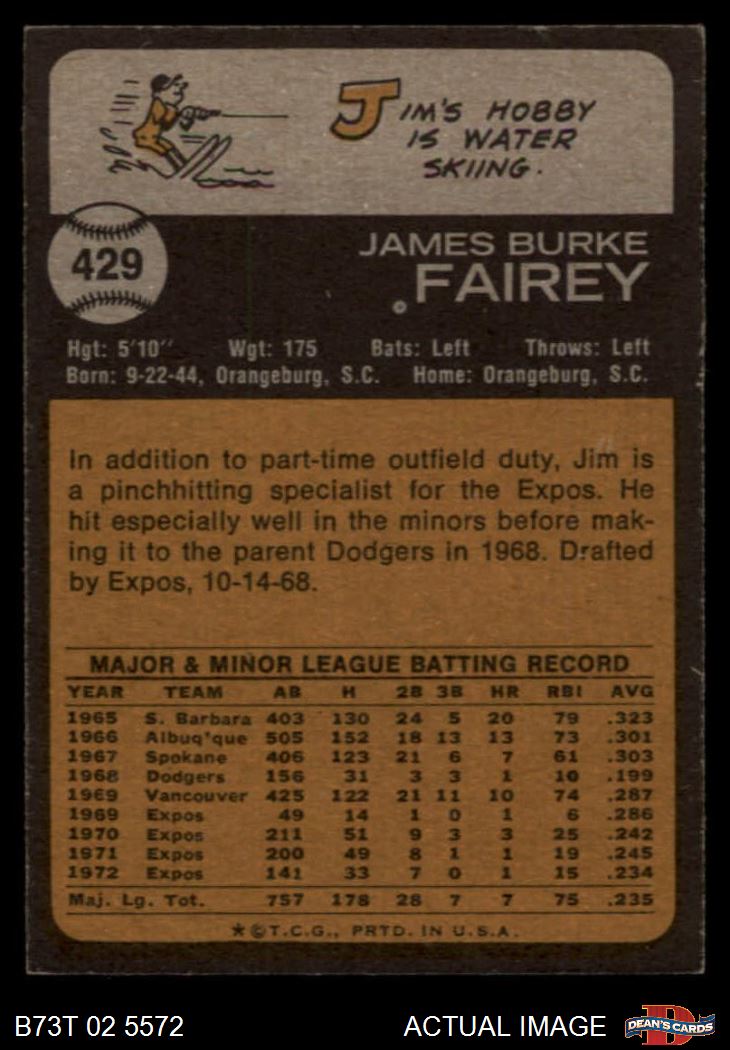 JIM'S HOBBY
IS WATER
SKIING.
429
JAMES BURKE
FAIREY
Hgt: 5'10" Wgt: 175 Bats: Left Throws: Left
Born: 9-22-44, Orangeburg, S.C. Home: Orangeburg, S.C.
In addition to part-time outfield duty, Jim is
a pinchhitting specialist for the Expos. He
hit especially well in the minors before mak-
ing it to the parent Dodgers in 1968. Drafted
by Expos, 10-14-68.
MAJOR & MINOR LEAGUE BATTING RECORD
YEAR TEAM AB H 2B 3B HR RBI AVG
1965 S. Barbara 403 130 24 5 20 79 .323
1966 Albuq'que 505 152 18 13 13 73 .301
1967 Spokane 406 123 21 6 7 61 .303
1968 Dodgers 156 31 3 3 1 10 .199
1969 Vancouver 425 122 21 11 10 74 .287
1969 Expos 49 14 1 0 1 6 .286
1970 Expos 211 51 9 3 3 25 .242
1971 Expos 200 49 8 1 1 19 .245
1972 Expos 141 33 7 0 1 15 .234
Maj. Lg. Tot. 757 178 28 7 7 75 .235
*©T.C.G., PRTD. IN U.S.A.
B73T 02 5572 ACTUAL IMAGE D DEAN'S CARDS